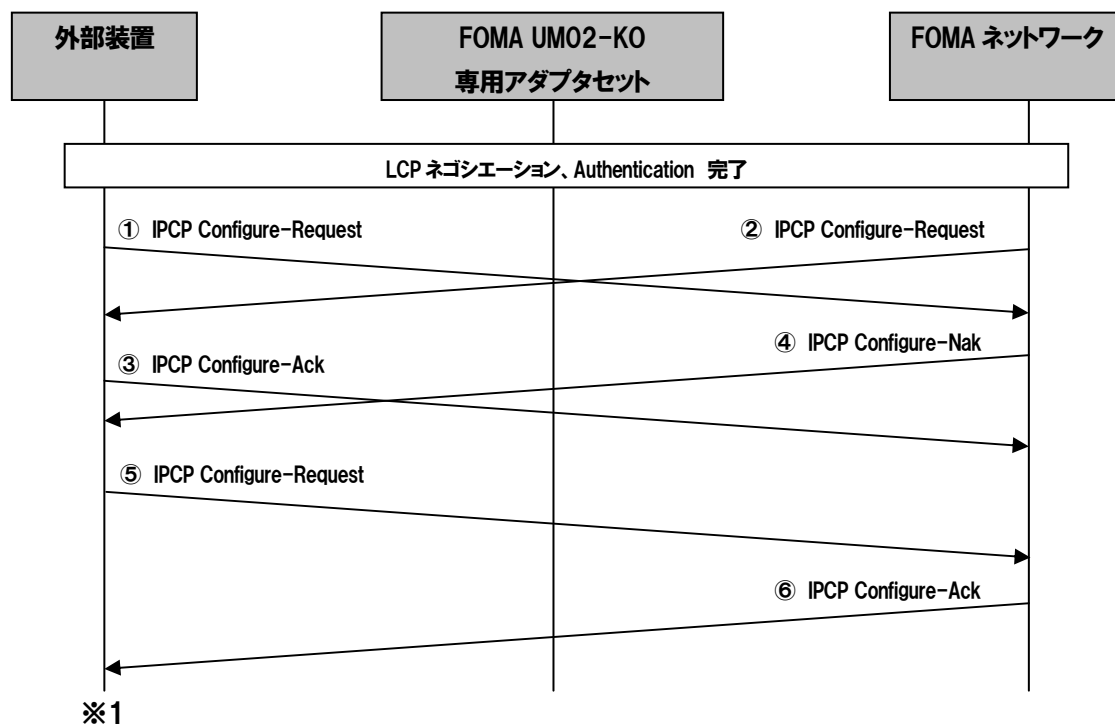 外部装置
FOMA UM02-KO
専用アダプタセット
FOMA ネットワーク
LCP ネゴシエーション、Authentication 完了
① IPCP Configure-Request
② IPCP Configure-Request
④ IPCP Configure-Nak
③ IPCP Configure-Ack
⑤ IPCP Configure-Request
⑥ IPCP Configure-Ack
※1